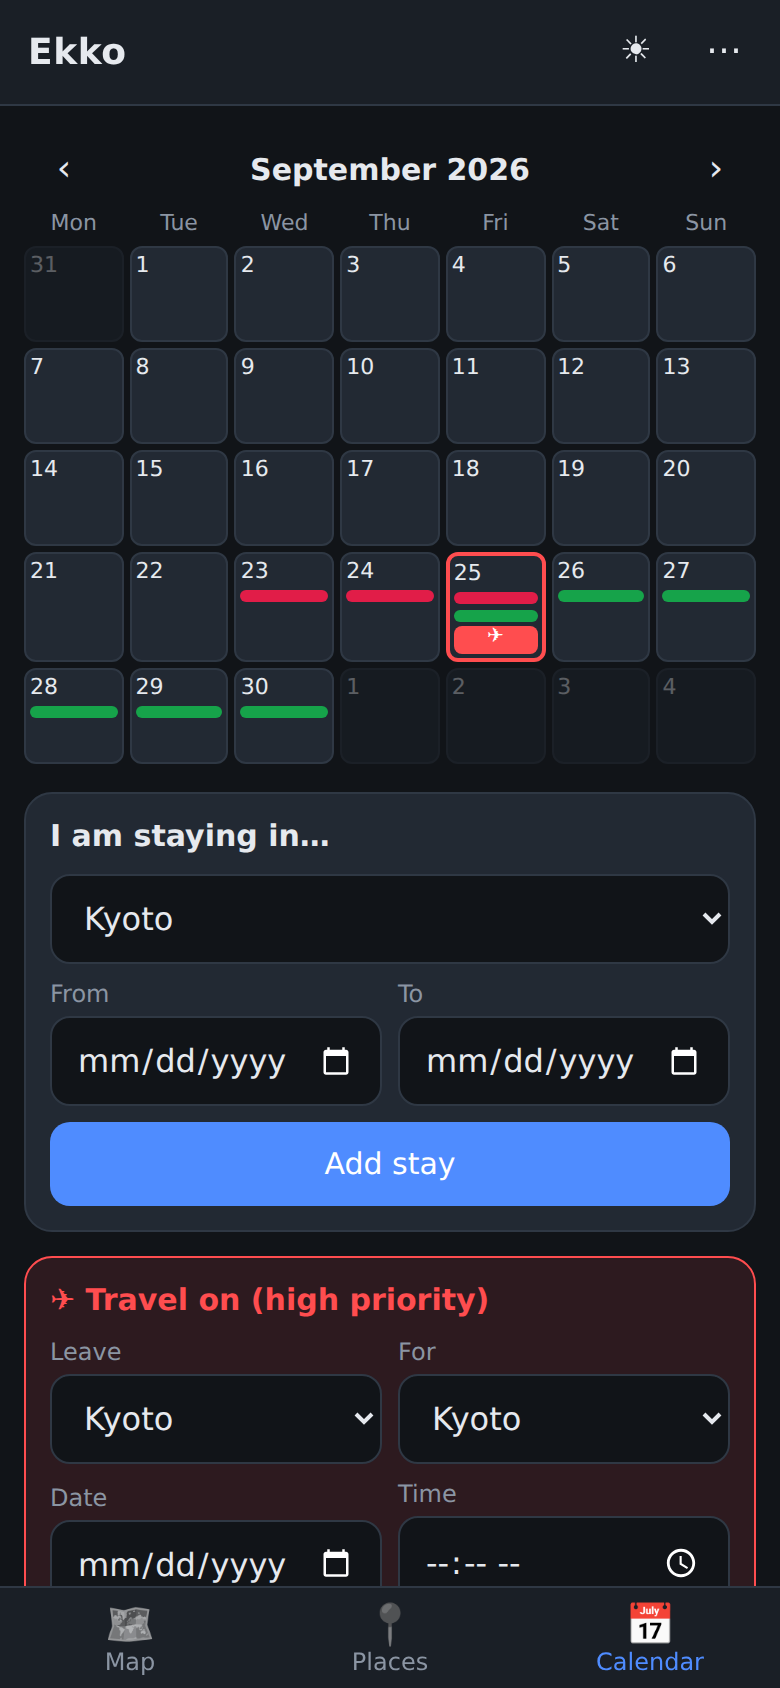 Ekko
☀ ⋯
‹ September 2026 ›
Mon Tue Wed Thu Fri Sat Sun
31 1 2 3 4 5 6
7 8 9 10 11 12 13
14 15 16 17 18 19 20
21 22 23 24 25 26 27
✈
28 29 30 1 2 3 4
I am staying in…
Kyoto
From To
mm/dd/yyyy mm/dd/yyyy
Add stay
✈ Travel on (high priority)
Leave For
Kyoto Kyoto
Date Time
mm/dd/yyyy --:-- --
July
17
Map Places Calendar